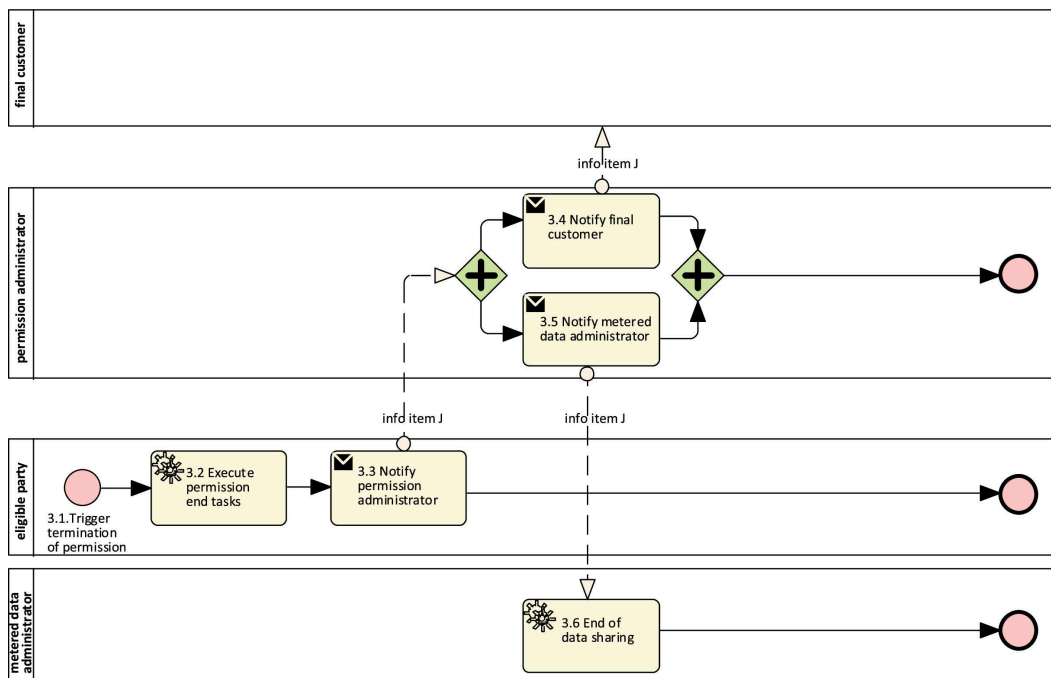 final customer
info item J
permission administrator
3.4 Notify final
customer
3.5 Notify metered
data administrator
info item J
info item J
eligible party
3.1.Trigger
termination
of permission
3.2 Execute
permission
end tasks
3.3 Notify
permission
administrator
metered data
administrator
3.6 End of
data sharing